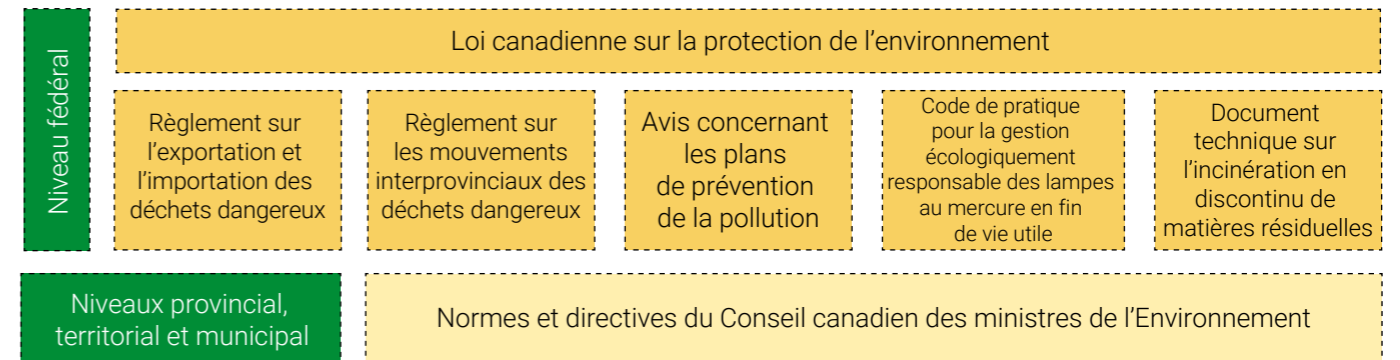 Niveau fédéral
Loi canadienne sur la protection de l’environnement
Règlement sur
l’exportation et
l’importation des
déchets dangereux
Règlement sur
les mouvements
interprovinciaux des
déchets dangereux
Avis concernant
les plans
de prévention
de la pollution
Code de pratique
pour la gestion
écologiquement
responsable des lampes
au mercure en fin
de vie utile
Document
technique sur
l’incinération en
discontinu de
matières résiduelles
Niveaux provincial,
territorial et municipal
Normes et directives du Conseil canadien des ministres de l’Environnement